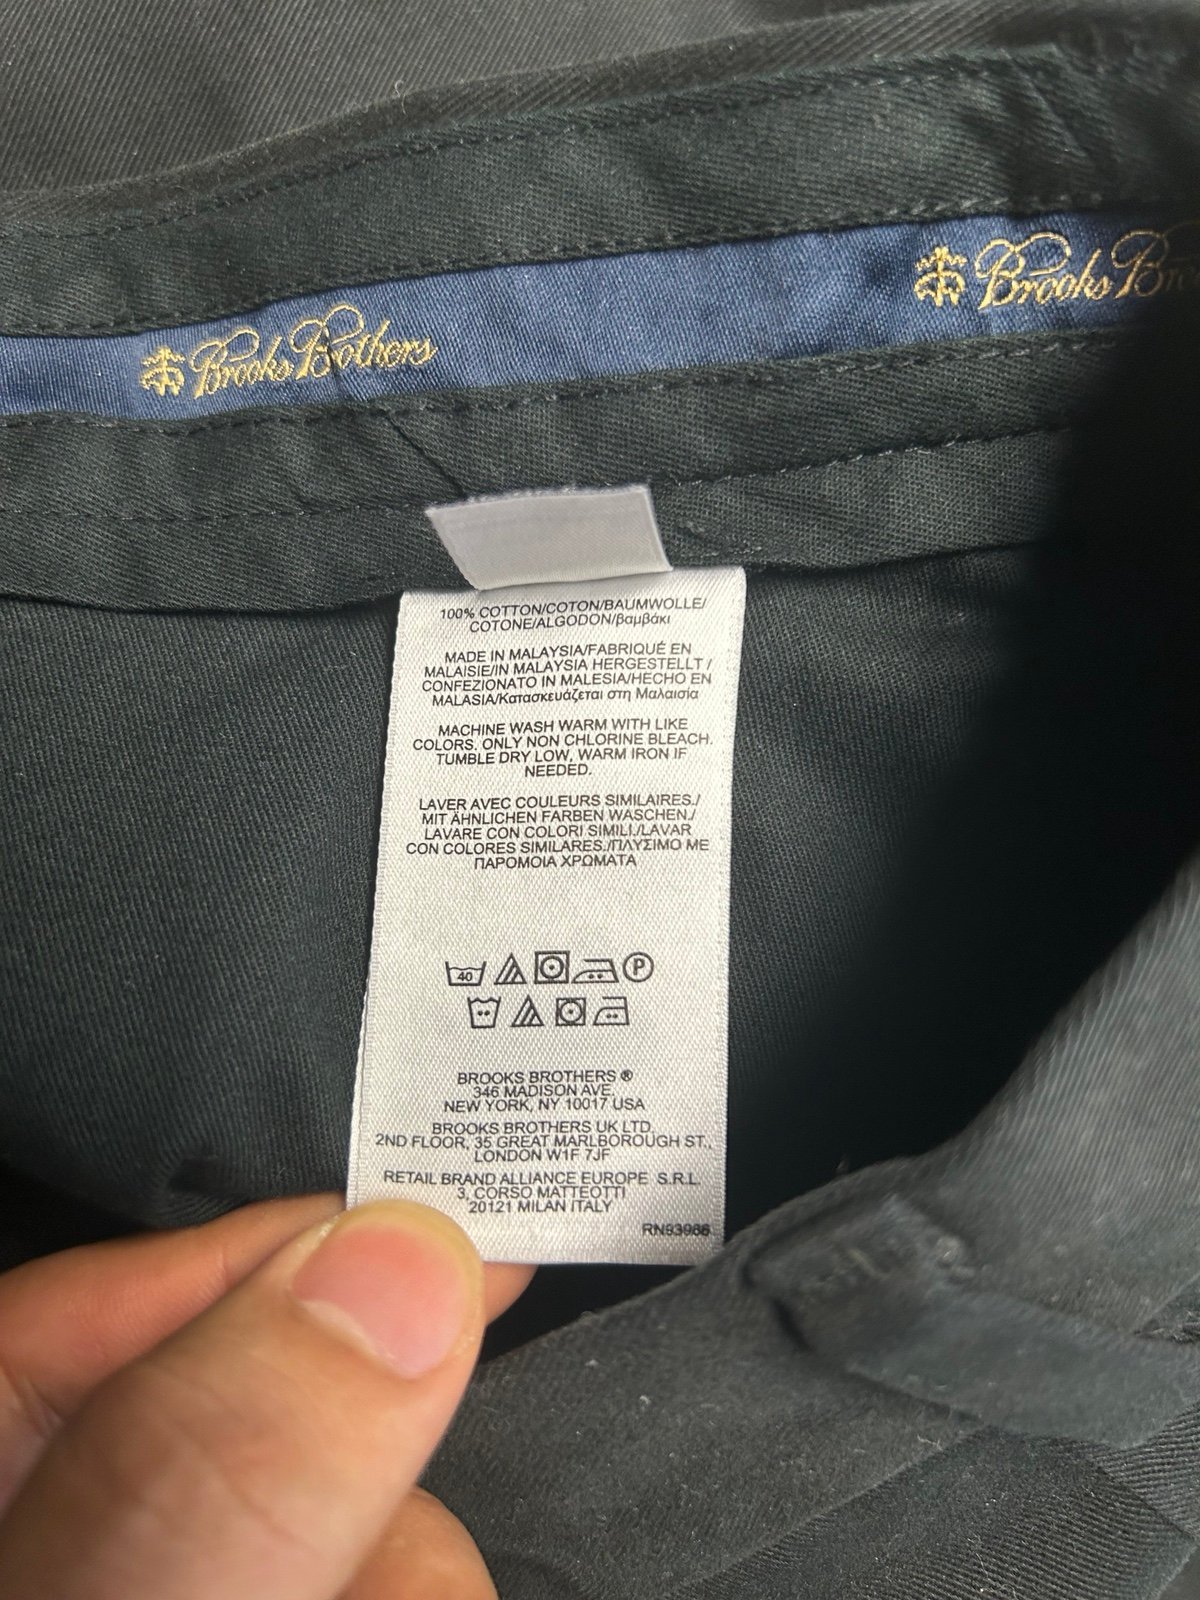 Brooks Brothers
Brooks
100% COTTON/COTON/BAUMWOLLE/
COTONE/ALGODON/βαμβάκι
MADE IN MALAYSIA/FABRIQUÉ EN
MALAISIE/IN MALAYSIA HERGESTELLT /
CONFEZIONATO IN MALESIA/HECHO EN
MALASIA/Κατασκευάζεται στη Μαλαισία
MACHINE WASH WARM WITH LIKE
COLORS. ONLY NON CHLORINE BLEACH.
TUMBLE DRY LOW, WARM IRON IF
NEEDED.
LAVER AVEC COULEURS SIMILAIRES./
MIT ÄHNLICHEN FARBEN WASCHEN./
LAVARE CON COLORI SIMILI./LAVAR
CON COLORES SIMILARES./ΠΛΥΣΙΜΟ ΜΕ
ΠΑΡΟΜΟΙΑ ΧΡΩΜΑΤΑ
40 P
BROOKS BROTHERS ®
346 MADISON AVE.
NEW YORK, NY 10017 USA
BROOKS BROTHERS UK LTD.
2ND FLOOR, 35 GREAT MARLBOROUGH ST.,
LONDON W1F 7JF
RETAIL BRAND ALLIANCE EUROPE S.R.L.
3, CORSO MATTEOTTI
20121 MILAN ITALY